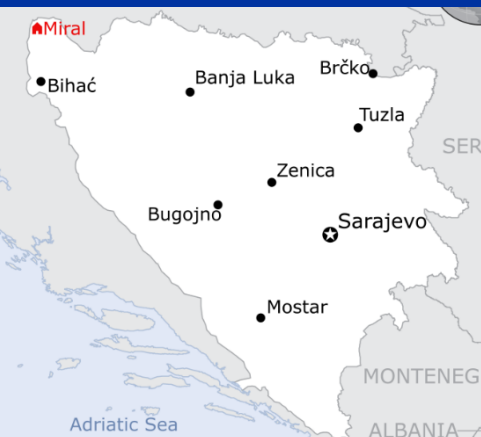 Miral
Bihać
Banja Luka
Brčko
Tuzla
SER
Zenica
Bugojno
Sarajevo
Mostar
MONTENEG
Adriatic Sea
ALBANIA